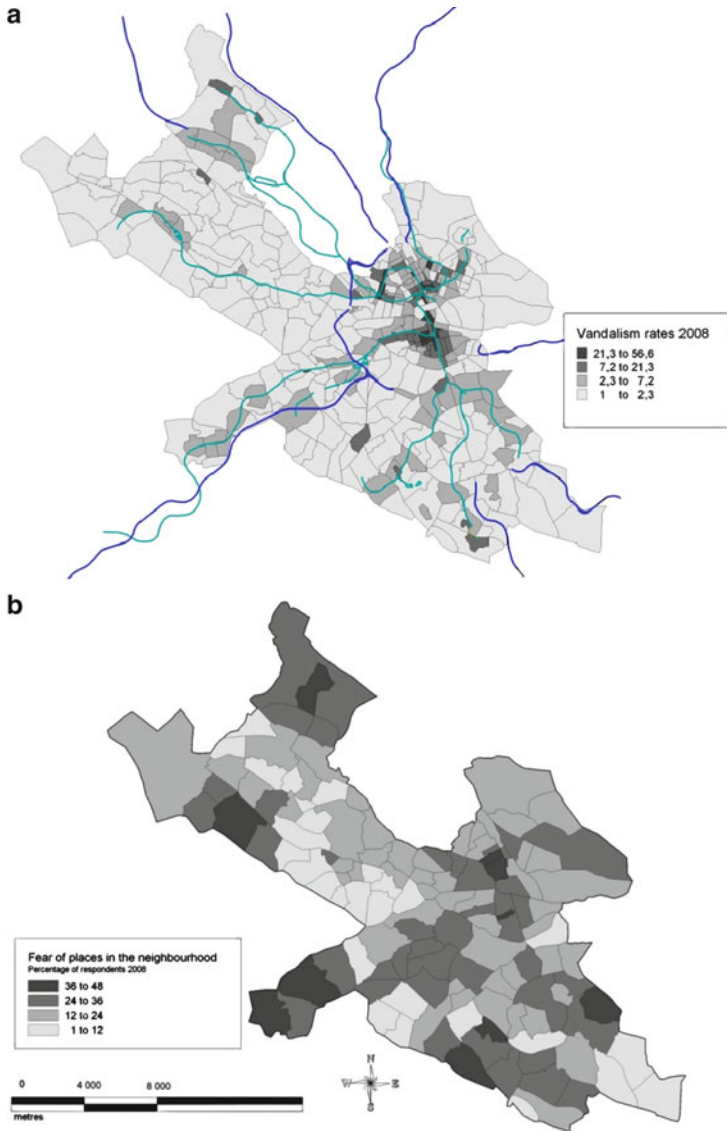 a
Vandalism rates 2008
21,3 to 56,6
7,2 to 21,3
2,3 to 7,2
1 to 2,3
b
Fear of places in the neighbourhood
Percentage of respondents 2008
36 to 48
24 to 36
12 to 24
1 to 12
0 4 000 8 000
metres
N
W E
S